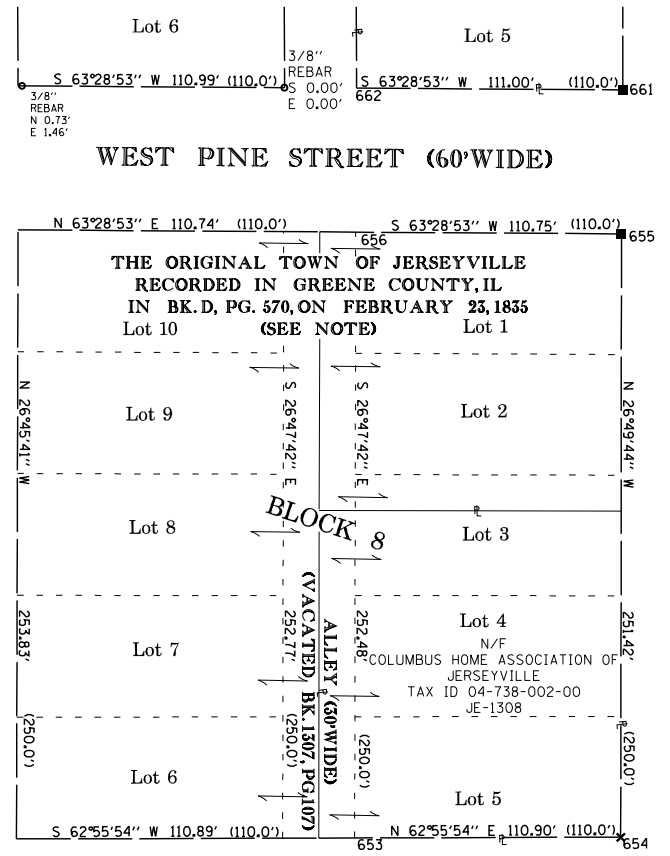 Lot 6
Lot 5
S 63°28'53" W 110.99' (110.0')
3/8"
REBAR
S 0.00'
E 0.00'
S 63°28'53" W 111.00' (110.0')
661
662
3/8"
REBAR
N 0.73'
E 1.46'
WEST PINE STREET (60'WIDE)
N 63°28'53" E 110.74' (110.0')
S 63°28'53" W 110.75' (110.0')
655
656
THE ORIGINAL TOWN OF JERSEYVILLE
RECORDED IN GREENE COUNTY, IL
IN BK. D, PG. 570, ON FEBRUARY 23, 1835
(SEE NOTE)
Lot 10
Lot 1
Lot 9
Lot 2
N 26°45'41" W
S 26°47'42" E
S 26°47'42" E
N 26°49'44" W
BLOCK 8
Lot 8
Lot 3
Lot 7
Lot 4
N/F
COLUMBUS HOME ASSOCIATION OF
JERSEYVILLE
TAX ID 04-738-002-00
JE-1308
253.83'
252.77'
252.48'
251.42'
ALLEY (30'WIDE)
(VACATED, BK. 1307, PG.107)
(250.0')
(250.0')
(250.0')
(250.0')
Lot 6
Lot 5
S 62°55'54" W 110.89' (110.0')
N 62°55'54" E 110.90' (110.0')
653
654